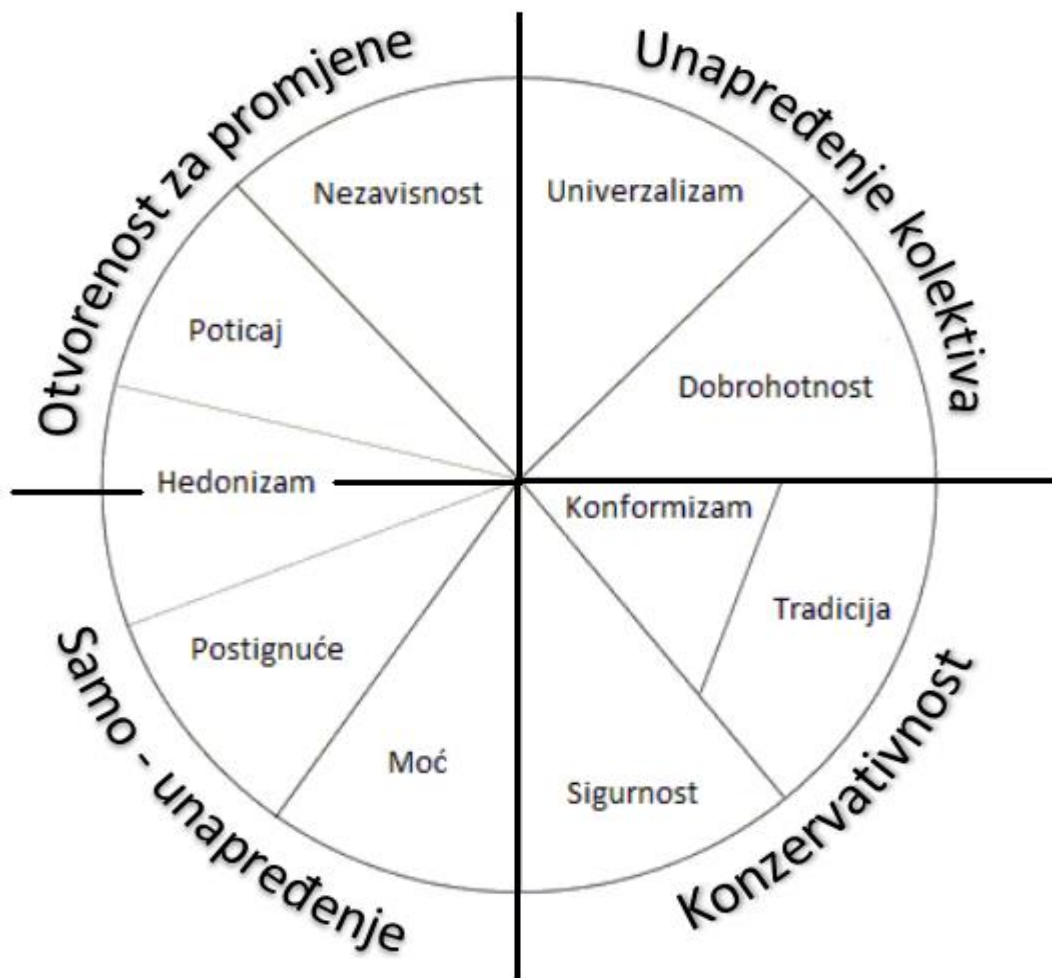 Otvorenost za promjene
Unapređenje kolektiva
Nezavisnost
Univerzalizam
Poticaj
Dobrohotnost
Hedonizam
Konformizam
Tradicija
Postignuće
Moć
Sigurnost
Samo - unapređenje
Konzervativnost